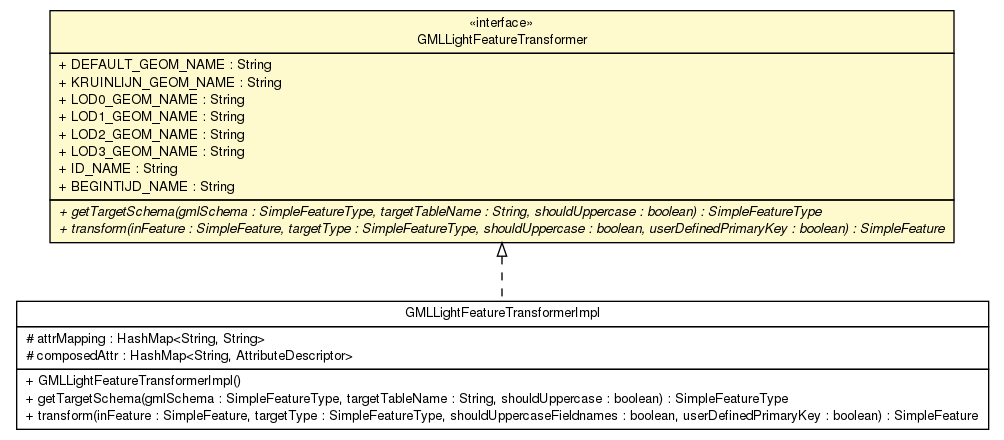 «interface»
GMLLightFeatureTransformer
+ DEFAULT_GEOM_NAME : String
+ KRUINLIJN_GEOM_NAME : String
+ LOD0_GEOM_NAME : String
+ LOD1_GEOM_NAME : String
+ LOD2_GEOM_NAME : String
+ LOD3_GEOM_NAME : String
+ ID_NAME : String
+ BEGINTIJD_NAME : String
+ getTargetSchema(gmlSchema : SimpleFeatureType, targetTableName : String, shouldUppercase : boolean) : SimpleFeatureType
+ transform(inFeature : SimpleFeature, targetType : SimpleFeatureType, shouldUppercase : boolean, userDefinedPrimaryKey : boolean) : SimpleFeature
GMLLightFeatureTransformerImpl
# attrMapping : HashMap<String, String>
# composedAttr : HashMap<String, AttributeDescriptor>
+ GMLLightFeatureTransformerImpl()
+ getTargetSchema(gmlSchema : SimpleFeatureType, targetTableName : String, shouldUppercase : boolean) : SimpleFeatureType
+ transform(inFeature : SimpleFeature, targetType : SimpleFeatureType, shouldUppercaseFieldnames : boolean, userDefinedPrimaryKey : boolean) : SimpleFeature